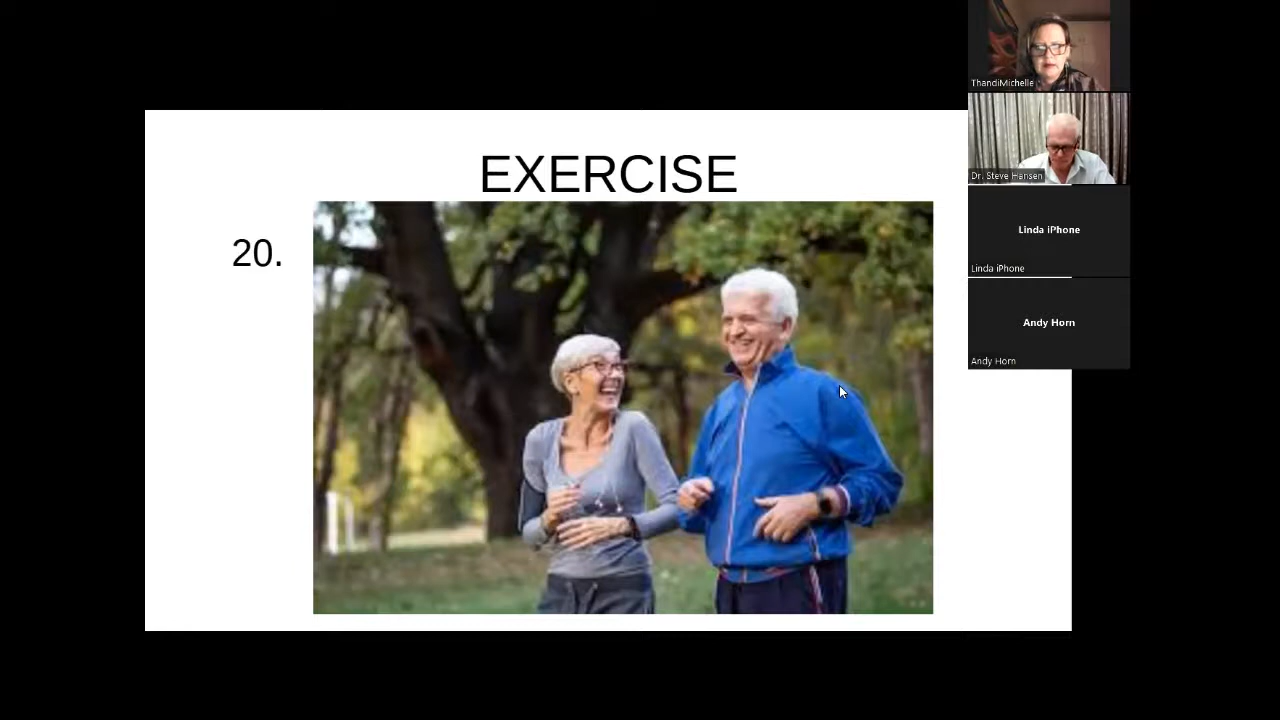 EXERCISE
20.
ThandiMichelle
Dr. Steve Hansen
Linda iPhone
Linda iPhone
Andy Horn
Andy Horn